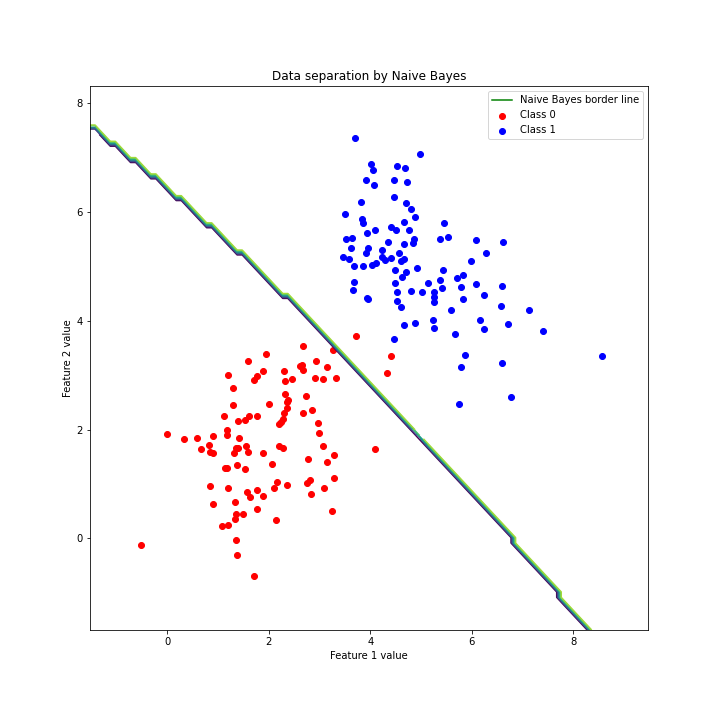 Data separation by Naive Bayes
Naive Bayes border line
Class 0
Class 1
8
6
4
2
0
Feature 2 value
0
2
4
6
8
Feature 1 value